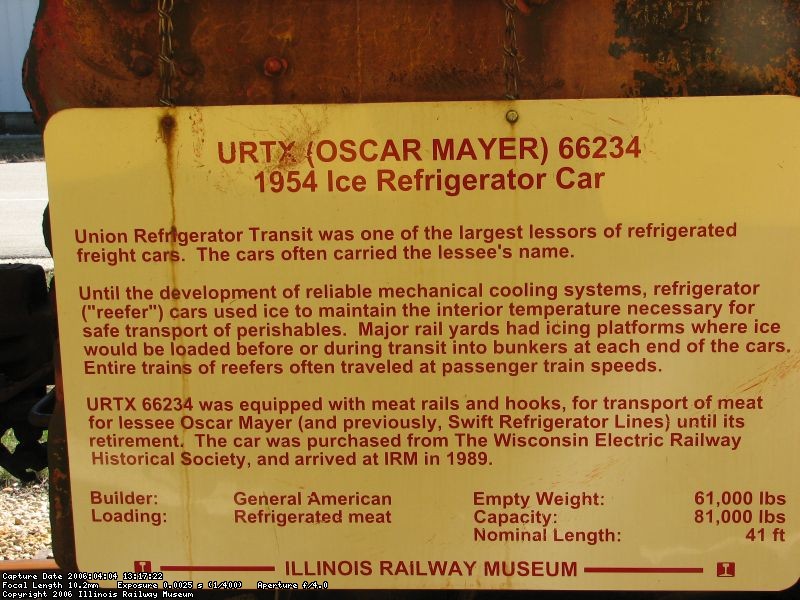 URTX (OSCAR MAYER) 66234
1954 Ice Refrigerator Car
Union Refrigerator Transit was one of the largest lessors of refrigerated
freight cars. The cars often carried the lessee's name.
Until the development of reliable mechanical cooling systems, refrigerator
("reefer") cars used ice to maintain the interior temperature necessary for
safe transport of perishables. Major rail yards had icing platforms where ice
would be loaded before or during transit into bunkers at each end of the cars.
Entire trains of reefers often traveled at passenger train speeds.
URTX 66234 was equipped with meat rails and hooks, for transport of meat
for lessee Oscar Mayer (and previously, Swift Refrigerator Lines) until its
retirement. The car was purchased from The Wisconsin Electric Railway
Historical Society, and arrived at IRM in 1989.
Builder: General American Empty Weight: 61,000 lbs
Loading: Refrigerated meat Capacity: 81,000 lbs
Nominal Length: 41 ft
ILLINOIS RAILWAY MUSEUM
Capture Date 2006:04:04 13:17:22
Focal Length 10.2mm Exposure 0.0025 s (1/400) Aperture f/4.0
Copyright 2006 Illinois Railway Museum